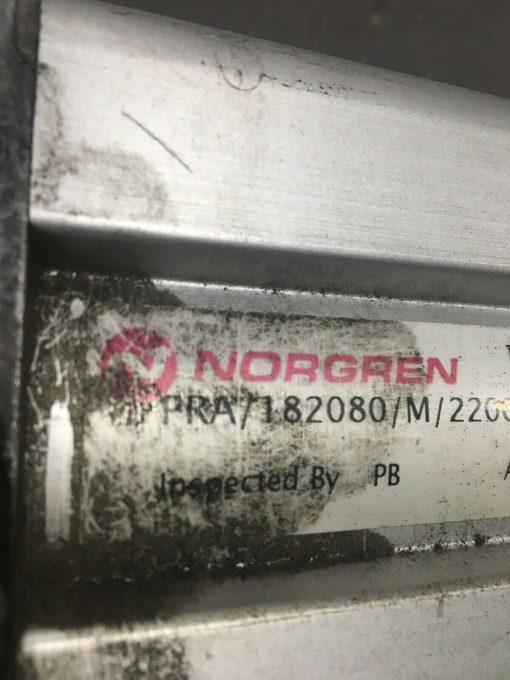 NORGREN
PRA/182080/M/220
Inspected By PB